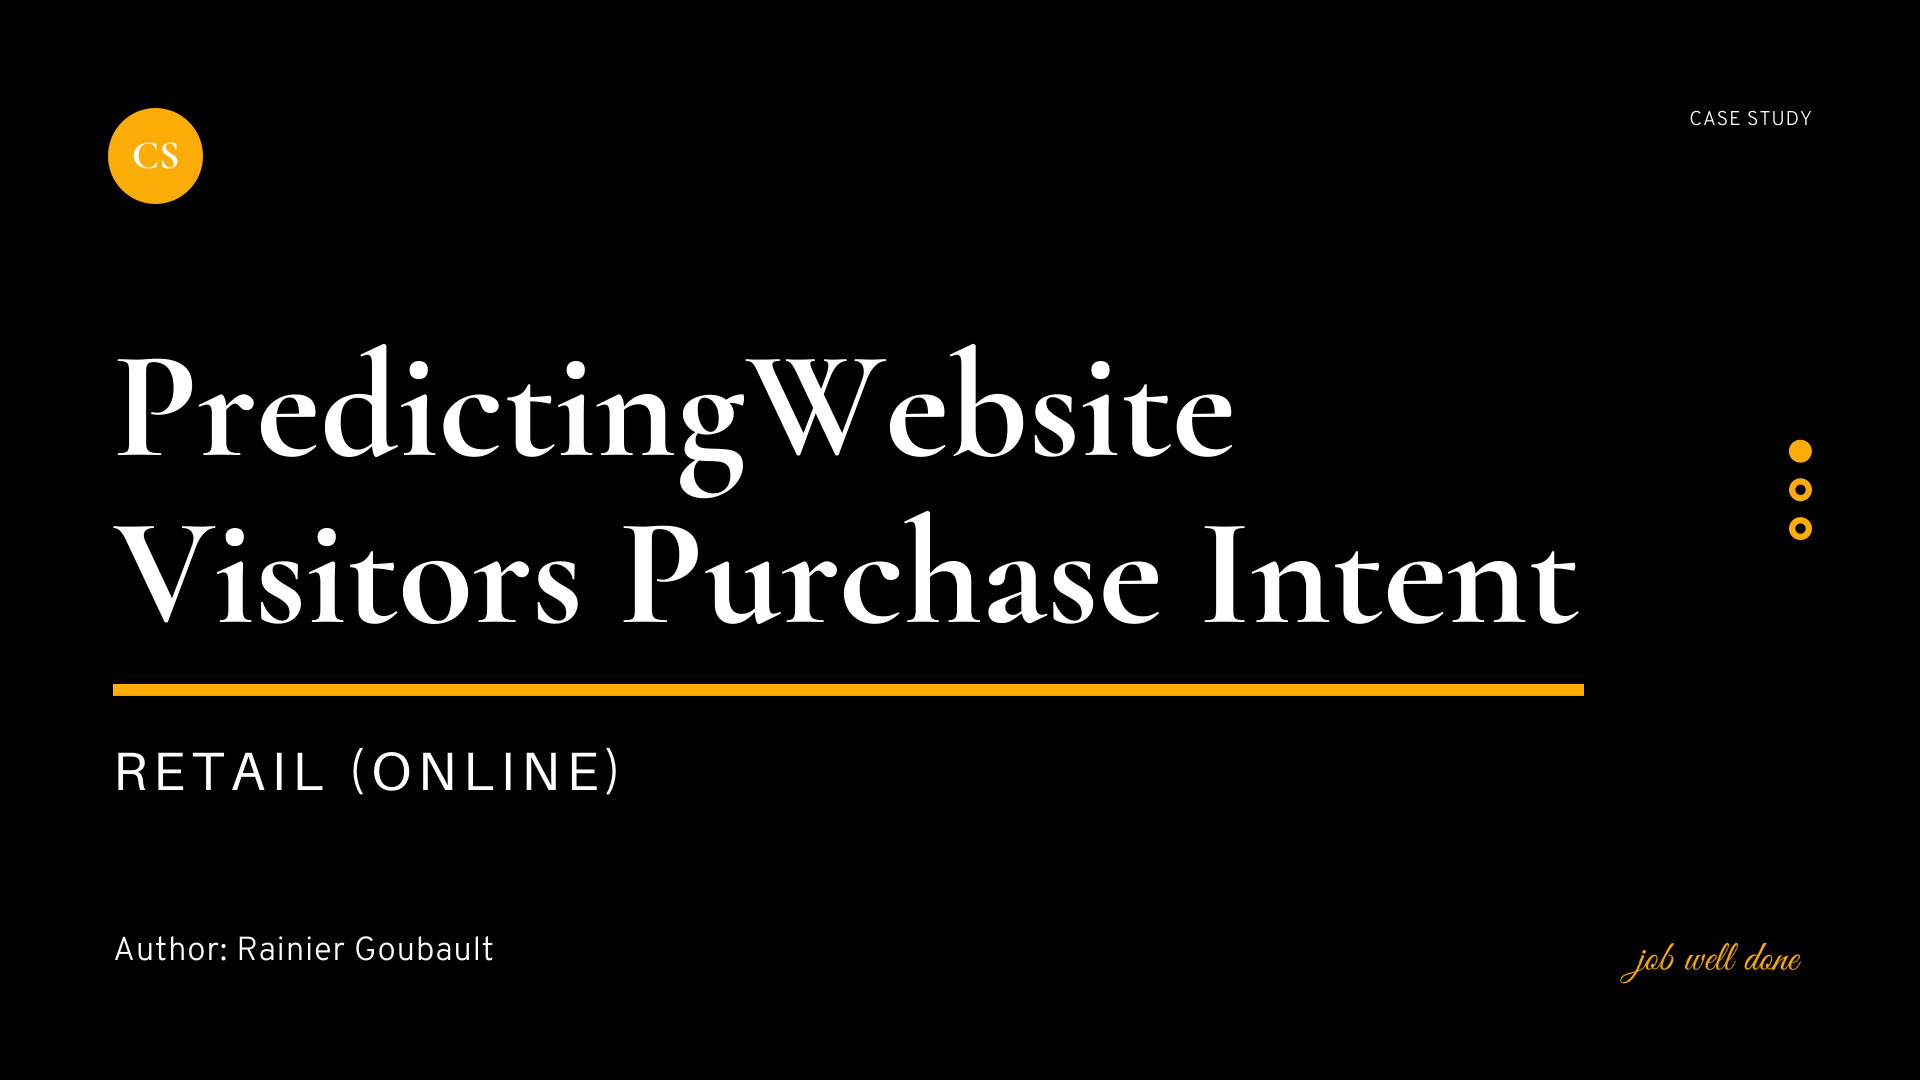 CS
CASE STUDY
PredictingWebsite
Visitors Purchase Intent
RETAIL (ONLINE)
Author: Rainier Goubault
job well done